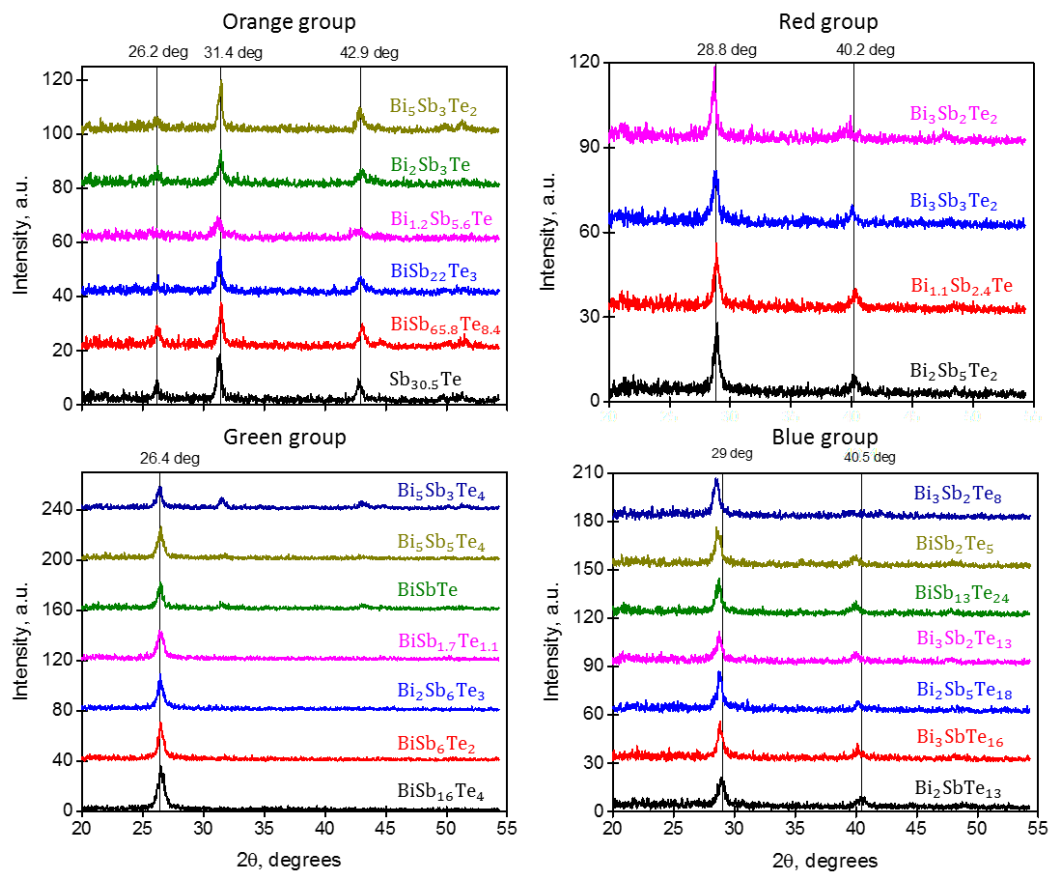 Orange group
26.2 deg 31.4 deg 42.9 deg
120
100
80
60
40
20
0
Intensity, a.u.
Bi₅Sb₃Te₂
Bi₂Sb₃Te
Bi₁.₂Sb₅.₆Te
BiSb₂₂Te₃
BiSb₆₅.₈Te₈.₄
Sb₃₀.₅Te
Red group
28.8 deg 40.2 deg
120
90
60
30
0
Intensity, a.u.
Bi₃Sb₂Te₂
Bi₃Sb₃Te₂
Bi₁.₁Sb₂.₄Te
Bi₂Sb₅Te₂
Green group
26.4 deg
240
200
160
120
80
40
0
Intensity, a.u.
Bi₅Sb₃Te₄
Bi₅Sb₅Te₄
BiSbTe
BiSb₁.₇Te₁.₁
Bi₂Sb₆Te₃
BiSb₆Te₂
BiSb₁₆Te₄
20 25 30 35 40 45 50 55
2θ, degrees
Blue group
29 deg 40.5 deg
210
180
150
120
90
60
30
0
Intensity, a.u.
Bi₃Sb₂Te₈
BiSb₂Te₅
BiSb₁₃Te₂₄
Bi₃Sb₂Te₁₃
Bi₂Sb₅Te₁₈
Bi₃SbTe₁₆
Bi₂SbTe₁₃
20 25 30 35 40 45 50 55
2θ, degrees